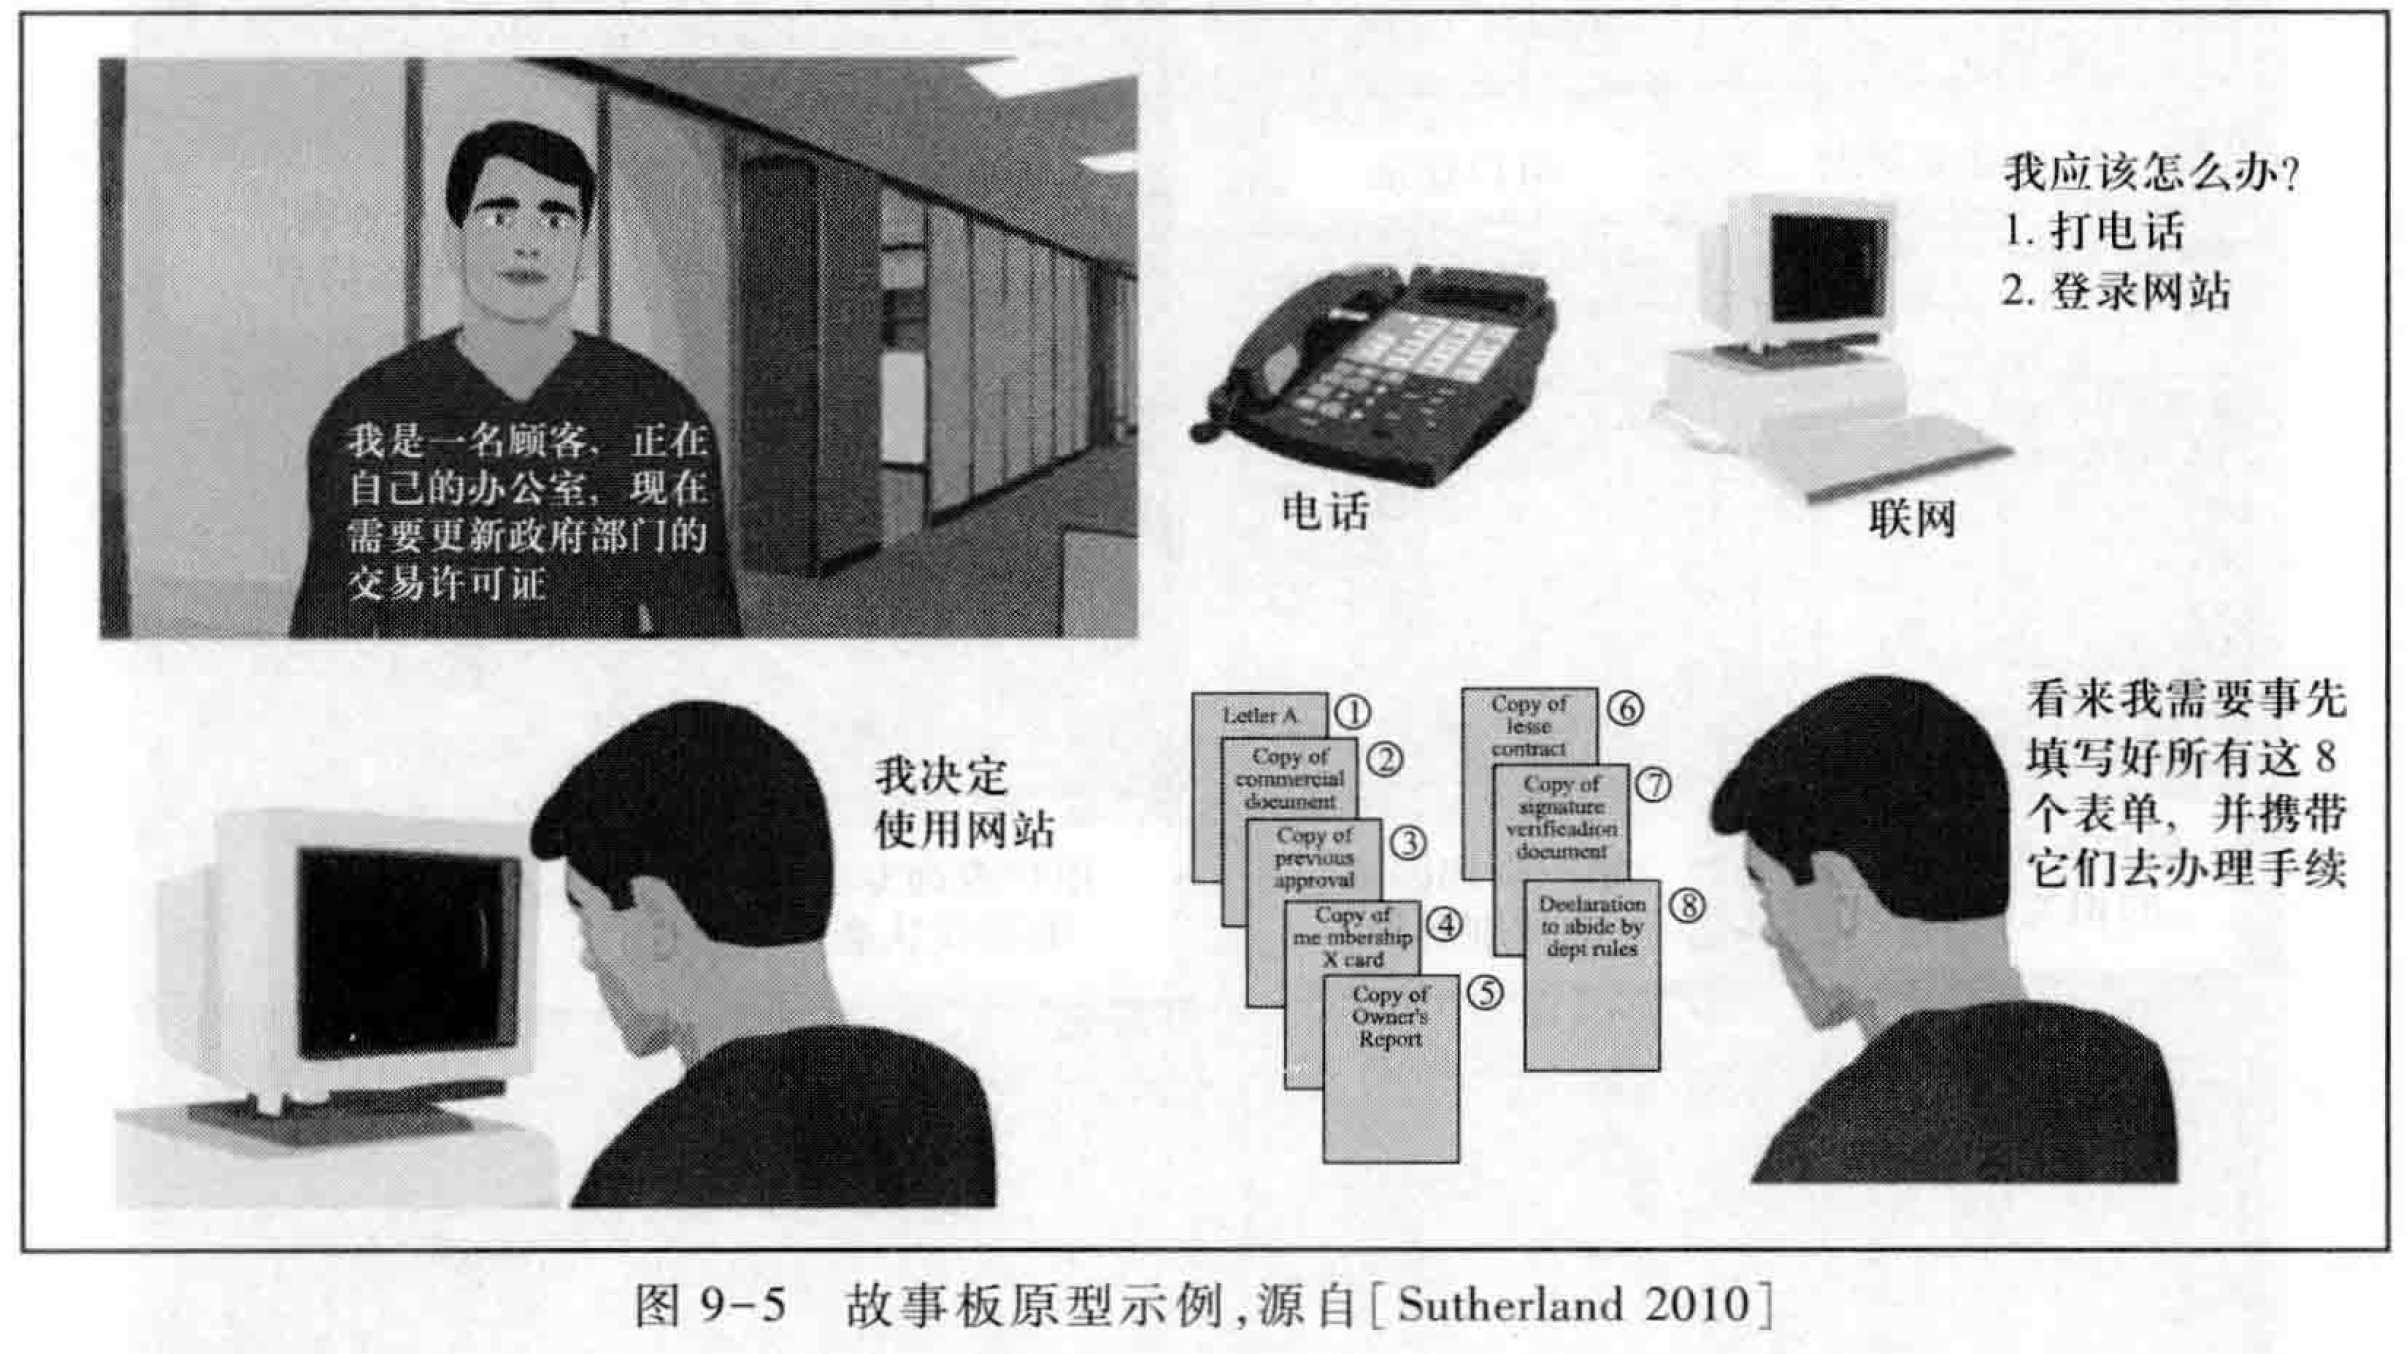 我是一名顾客，正在
自己的办公室，现在
需要更新政府部门的
交易许可证
电话
联网
我应该怎么办？
1. 打电话
2. 登录网站
我决定
使用网站
Letler A
①
Copy of
commercial
document
②
Copy of
previous
approval
③
Copy of
me mbership
X card
④
Copy of
Owner's
Report
⑤
Copy of
lesse
contract
⑥
Copy of
signature
verificadion
document
⑦
Deelaration
to abide by
dept rules
⑧
看来我需要事先
填写好所有这 8
个表单，并携带
它们去办理手续
图 9-5 故事板原型示例,源自[Sutherland 2010]